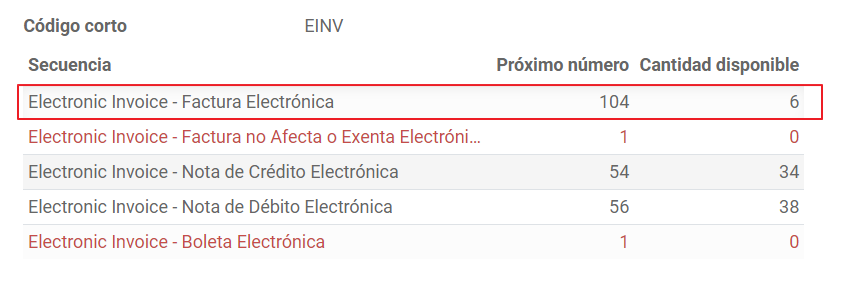 Código corto EINV
Secuencia Próximo número Cantidad disponible
Electronic Invoice - Factura Electrónica 104 6
Electronic Invoice - Factura no Afecta o Exenta Electróni... 1 0
Electronic Invoice - Nota de Crédito Electrónica 54 34
Electronic Invoice - Nota de Débito Electrónica 56 38
Electronic Invoice - Boleta Electrónica 1 0